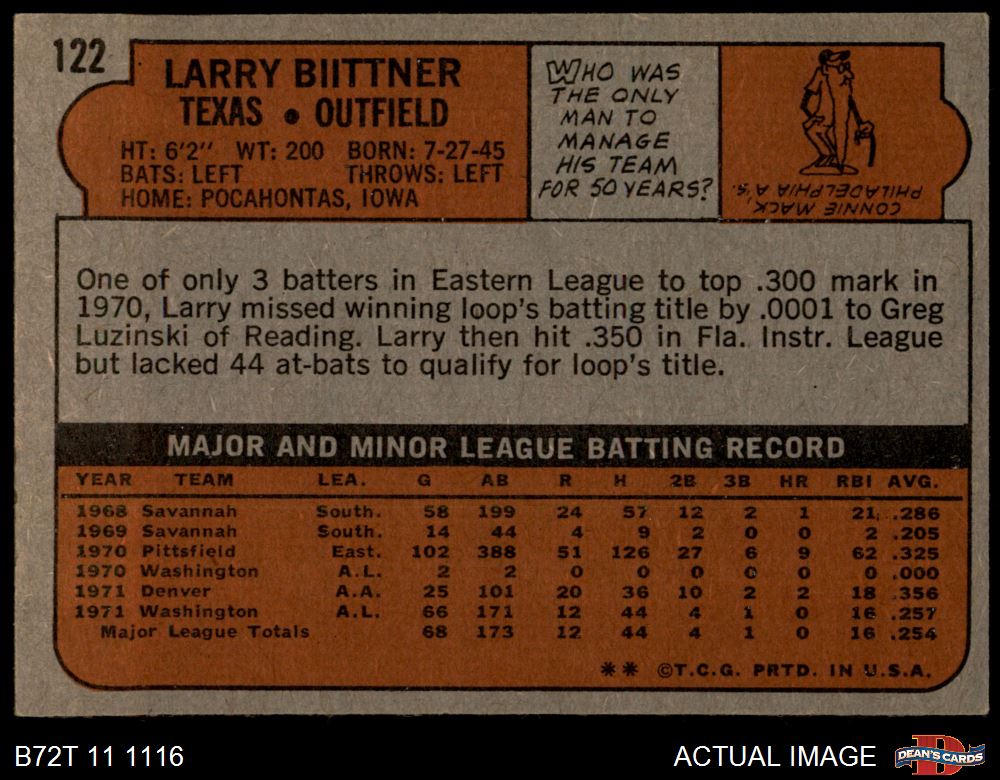 122
LARRY BIITTNER
TEXAS • OUTFIELD
HT: 6'2" WT: 200 BORN: 7-27-45
BATS: LEFT THROWS: LEFT
HOME: POCAHONTAS, IOWA
WHO WAS
THE ONLY
MAN TO
MANAGE
HIS TEAM
FOR 50 YEARS?
CONNIE MACK,
PHILADELPHIA A'S.
One of only 3 batters in Eastern League to top .300 mark in
1970, Larry missed winning loop's batting title by .0001 to Greg
Luzinski of Reading. Larry then hit .350 in Fla. Instr. League
but lacked 44 at-bats to qualify for loop's title.
MAJOR AND MINOR LEAGUE BATTING RECORD
YEAR TEAM LEA. G AB R H 2B 3B HR RBI AVG.
1968 Savannah South. 58 199 24 57 12 2 1 21 .286
1969 Savannah South. 14 44 4 9 2 0 0 2 .205
1970 Pittsfield East. 102 388 51 126 27 6 9 62 .325
1970 Washington A.L. 2 2 0 0 0 0 0 0 .000
1971 Denver A.A. 25 101 20 36 10 2 2 18 .356
1971 Washington A.L. 66 171 12 44 4 1 0 16 .257
Major League Totals 68 173 12 44 4 1 0 16 .254
** ©T.C.G. PRTD. IN U.S.A.
B72T 11 1116
ACTUAL IMAGE
DEAN'S CARDS